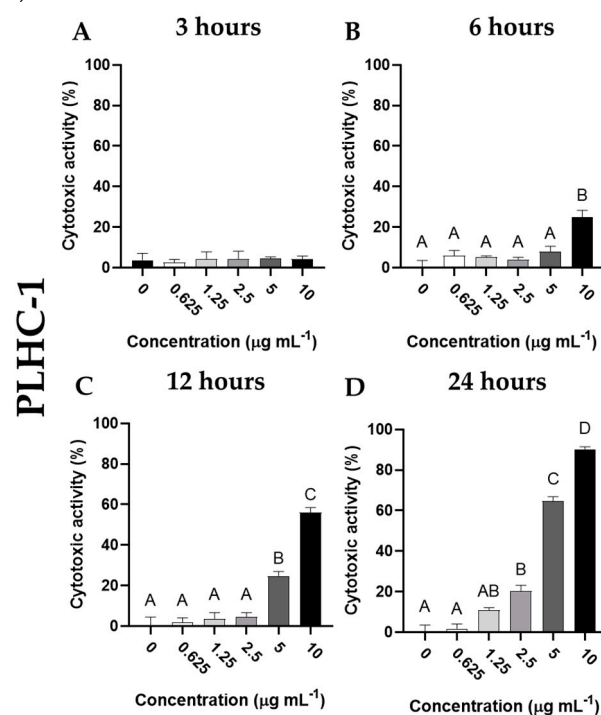 A 3 hours
Cytotoxic activity (%)
100
80
60
40
20
0
0 0.625 1.25 2.5 5 10
Concentration (µg mL⁻¹)
B 6 hours
Cytotoxic activity (%)
100
80
60
40
20
0
A A A A A B
0 0.625 1.25 2.5 5 10
Concentration (µg mL⁻¹)
PLHC-1
C 12 hours
Cytotoxic activity (%)
100
80
60
40
20
0
A A A A B C
0 0.625 1.25 2.5 5 10
Concentration (µg mL⁻¹)
D 24 hours
Cytotoxic activity (%)
100
80
60
40
20
0
A A AB B C D
0 0.625 1.25 2.5 5 10
Concentration (µg mL⁻¹)